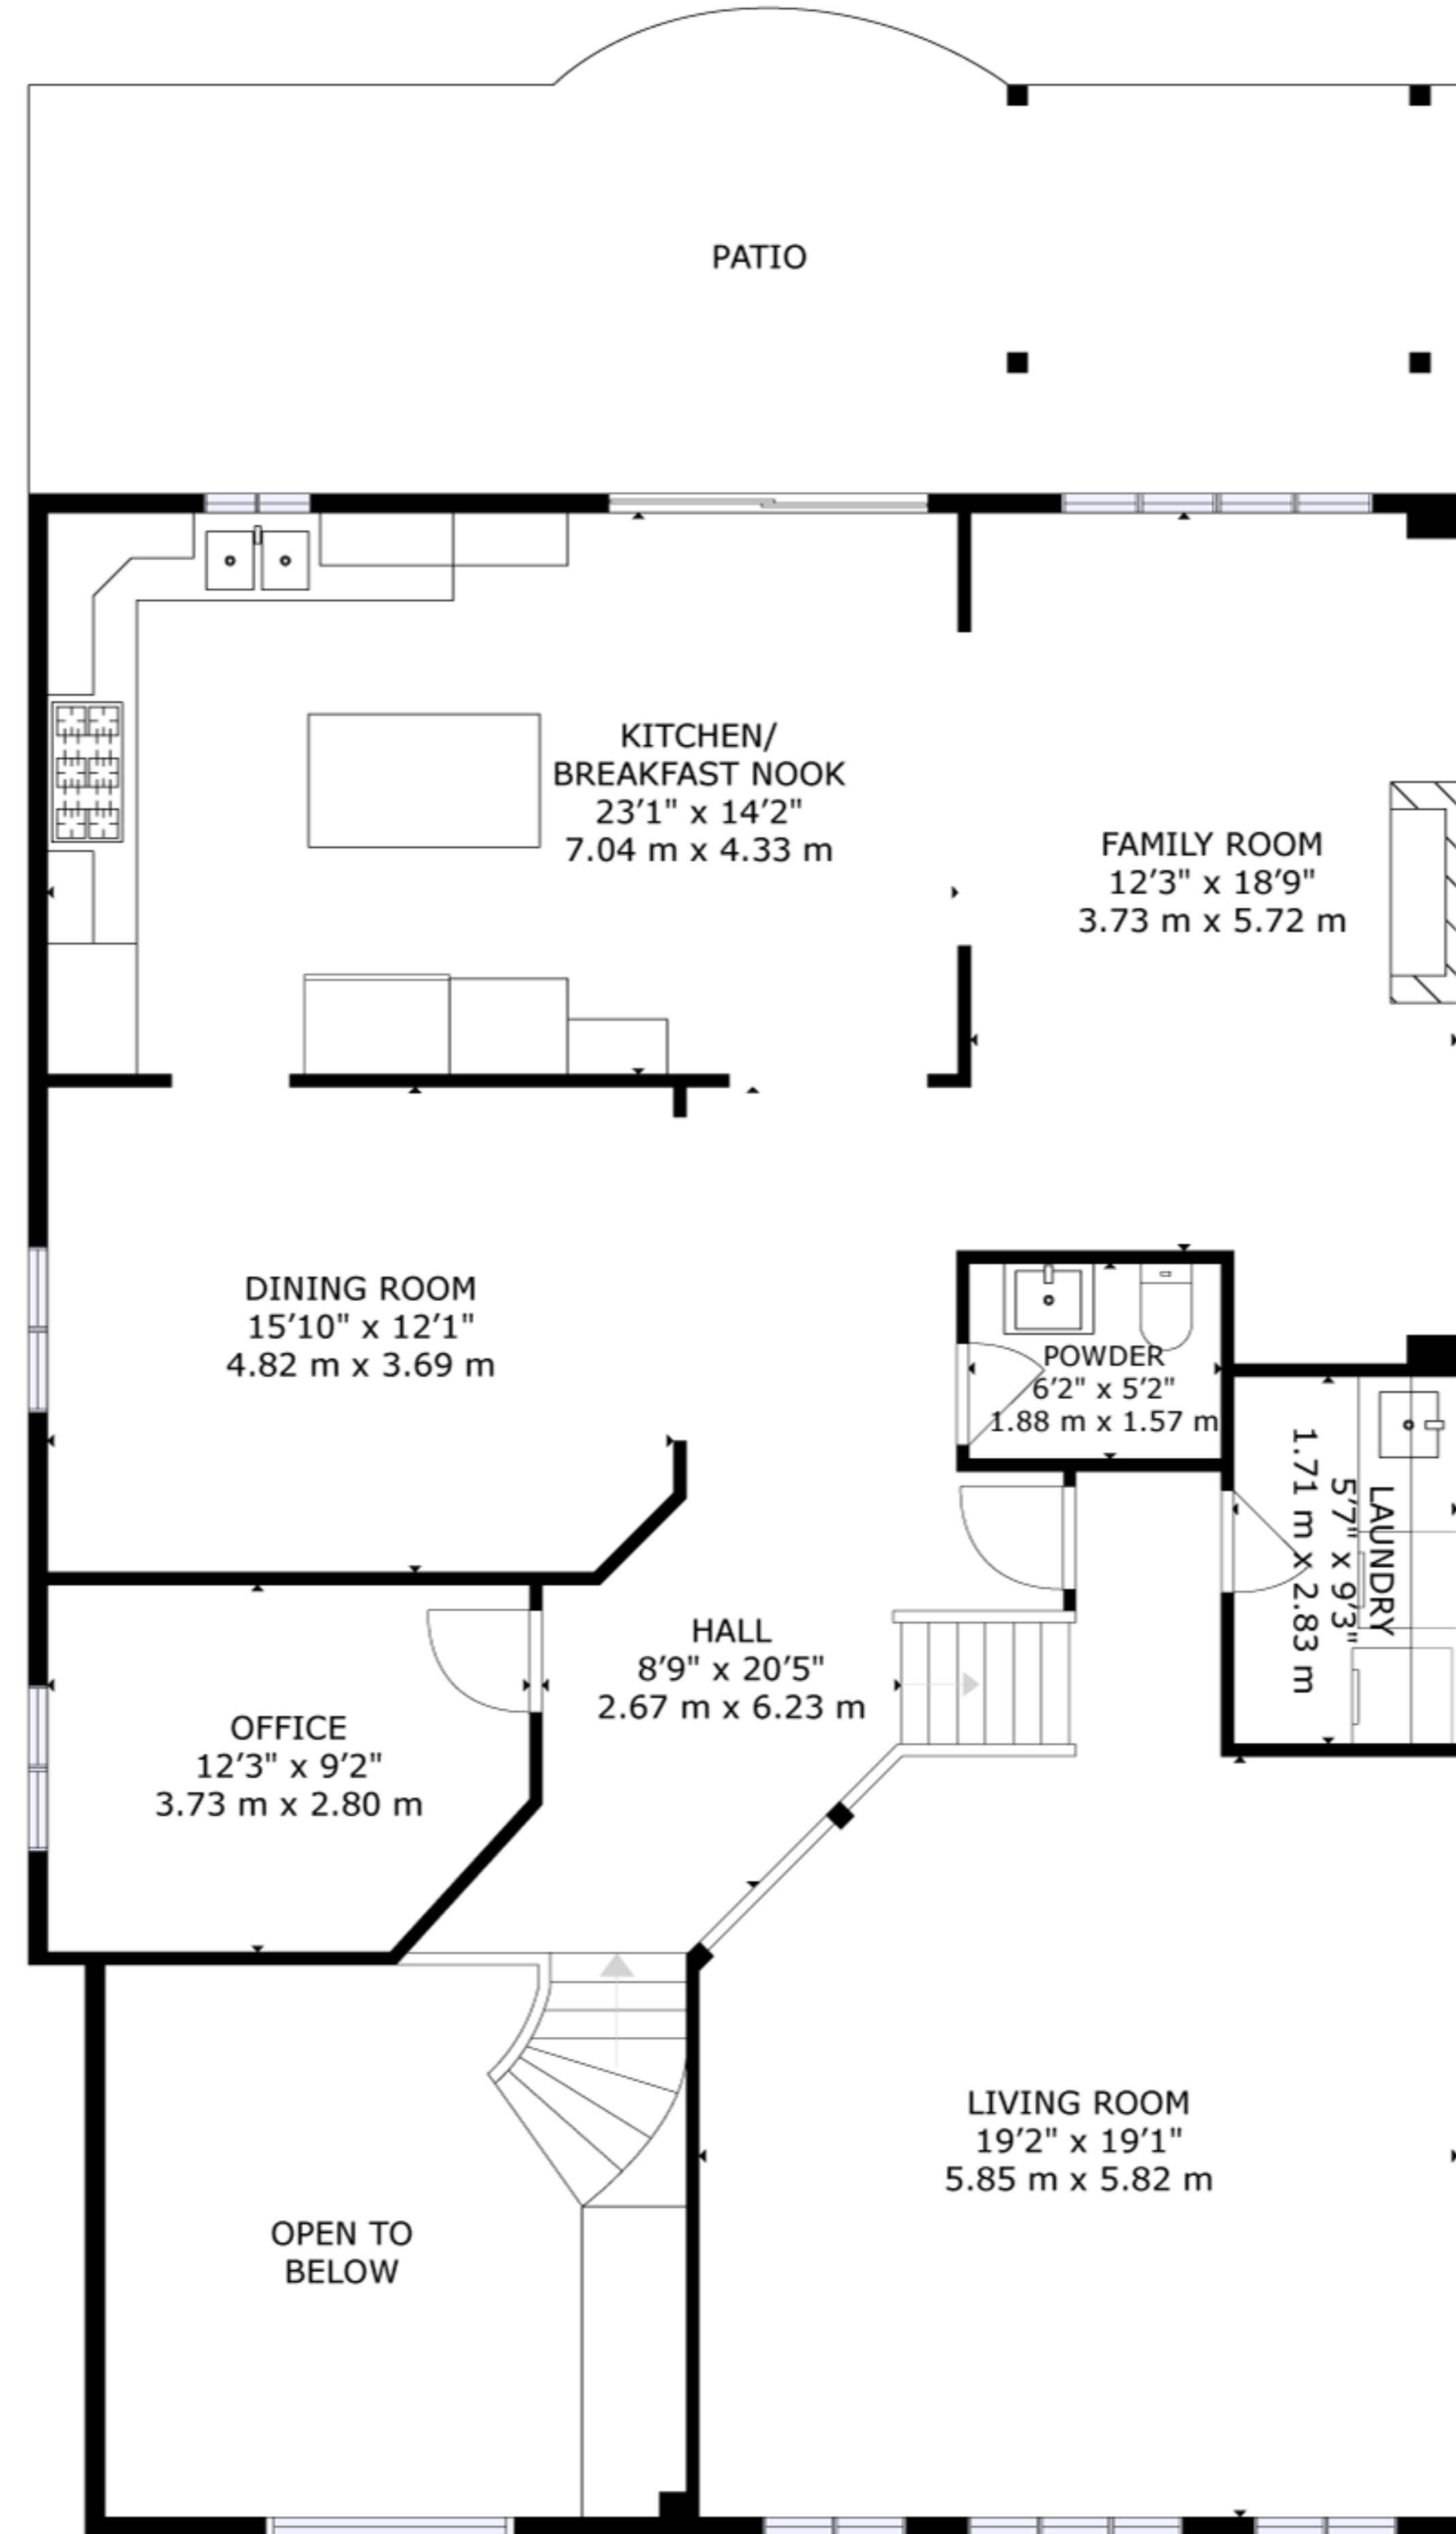 PATIO
KITCHEN/
BREAKFAST NOOK
23'1" x 14'2"
7.04 m x 4.33 m
FAMILY ROOM
12'3" x 18'9"
3.73 m x 5.72 m
DINING ROOM
15'10" x 12'1"
4.82 m x 3.69 m
POWDER
6'2" x 5'2"
1.88 m x 1.57 m
LAUNDRY
5'7" x 9'3"
1.71 m x 2.83 m
HALL
8'9" x 20'5"
2.67 m x 6.23 m
OFFICE
12'3" x 9'2"
3.73 m x 2.80 m
LIVING ROOM
19'2" x 19'1"
5.85 m x 5.82 m
OPEN TO
BELOW